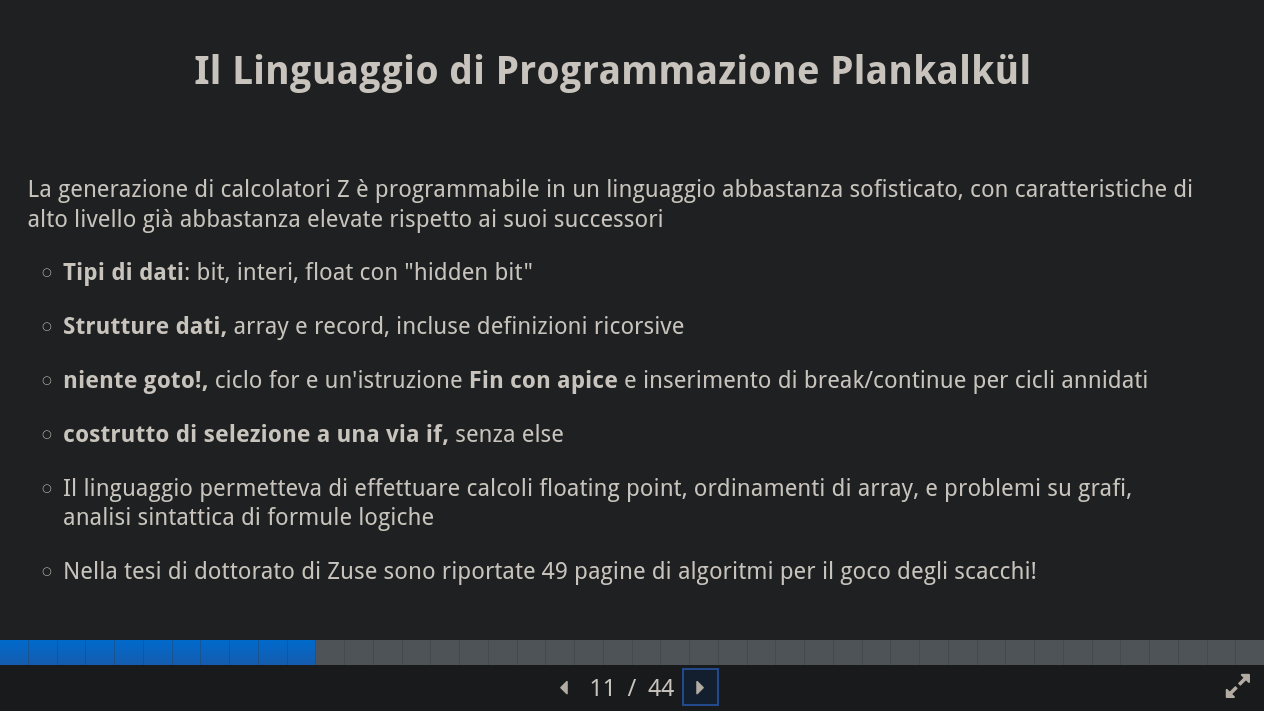 Il Linguaggio di Programmazione Plankalkül
La generazione di calcolatori Z è programmabile in un linguaggio abbastanza sofisticato, con caratteristiche di
alto livello già abbastanza elevate rispetto ai suoi successori
Tipi di dati: bit, interi, float con "hidden bit"
Strutture dati, array e record, incluse definizioni ricorsive
niente goto!, ciclo for e un'istruzione Fin con apice e inserimento di break/continue per cicli annidati
costrutto di selezione a una via if, senza else
Il linguaggio permetteva di effettuare calcoli floating point, ordinamenti di array, e problemi su grafi,
analisi sintattica di formule logiche
Nella tesi di dottorato di Zuse sono riportate 49 pagine di algoritmi per il goco degli scacchi!
11 / 44